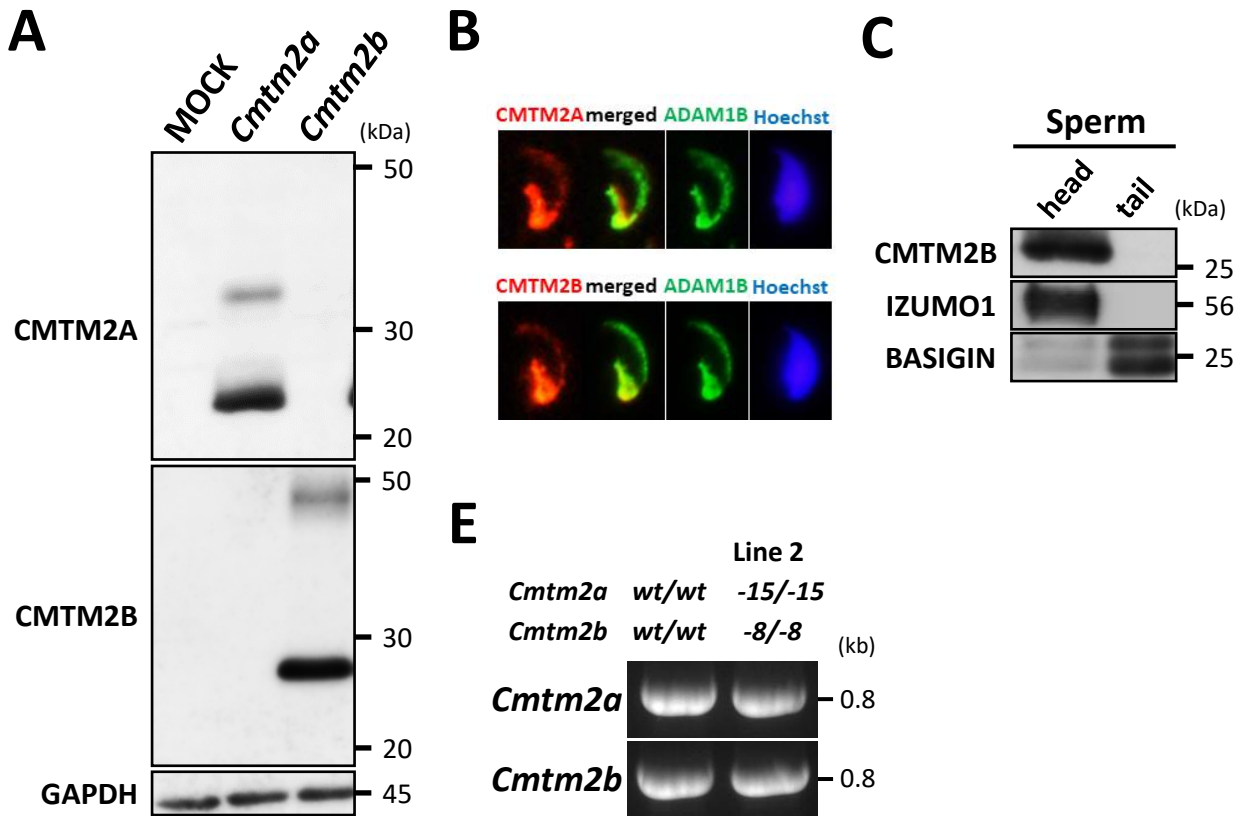 A
MOCK
Cmtm2a
Cmtm2b
(kDa)
50
CMTM2A
30
20
50
CMTM2B
30
20
GAPDH
45
B
CMTM2A merged ADAM1B Hoechst
CMTM2B merged ADAM1B Hoechst
C
Sperm
head
tail
(kDa)
CMTM2B
25
IZUMO1
56
BASIGIN
25
E
Line 2
Cmtm2a wt/wt -15/-15
Cmtm2b wt/wt -8/-8
(kb)
Cmtm2a
0.8
Cmtm2b
0.8